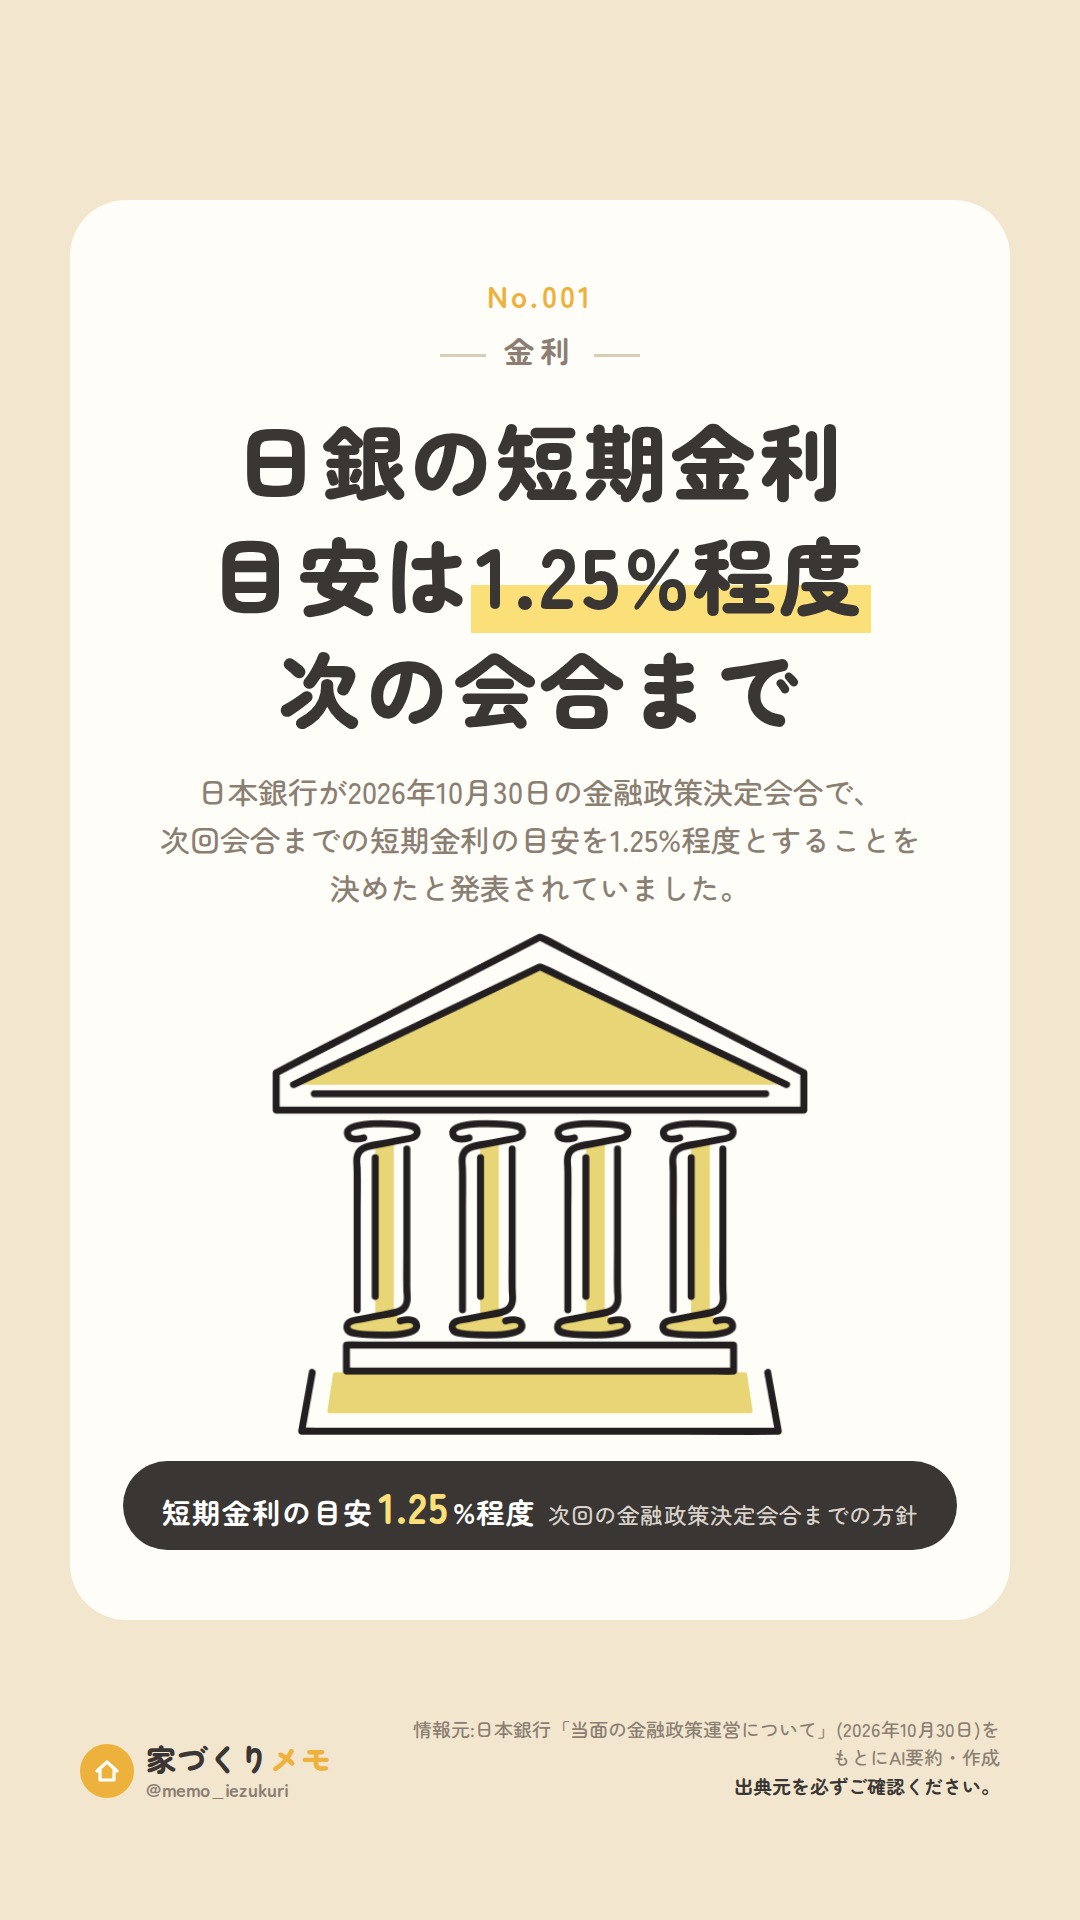 No.001
金利
日銀の短期金利
目安は1.25%程度
次の会合まで
日本銀行が2026年10月30日の金融政策決定会合で、
次回会合までの短期金利の目安を1.25%程度とすることを
決めたと発表されていました。
短期金利の目安1.25%程度 次回の金融政策決定会合までの方針
情報元:日本銀行「当面の金融政策運営について」(2026年10月30日)を
もとにAI要約・作成
出典元を必ずご確認ください。
家づくりメモ
@memo_iezukuri